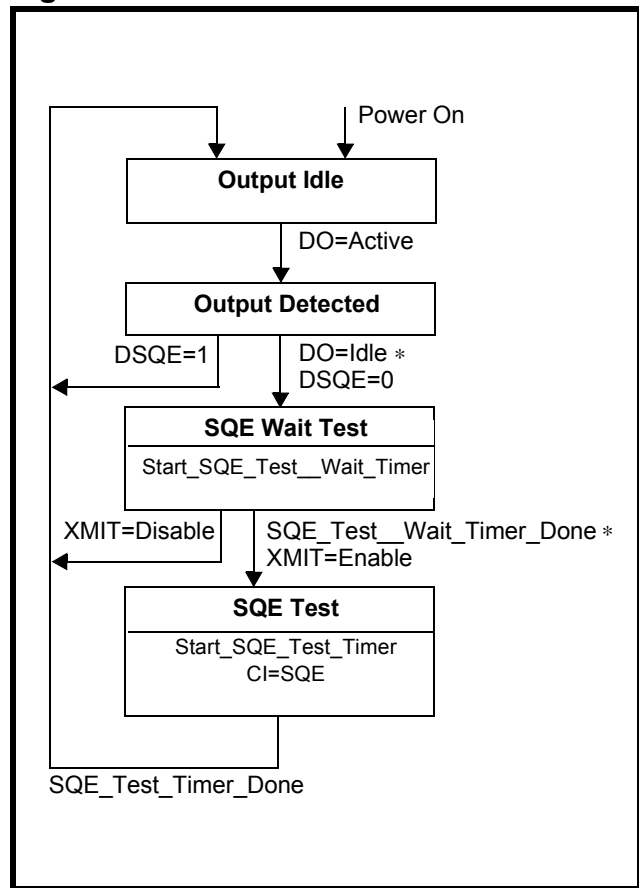 Power On
Output Idle
DO=Active
Output Detected
DSQE=1
DO=Idle *
DSQE=0
SQE Wait Test
Start_SQE_Test__Wait_Timer
XMIT=Disable
SQE_Test__Wait_Timer_Done *
XMIT=Enable
SQE Test
Start_SQE_Test_Timer
CI=SQE
SQE_Test_Timer_Done